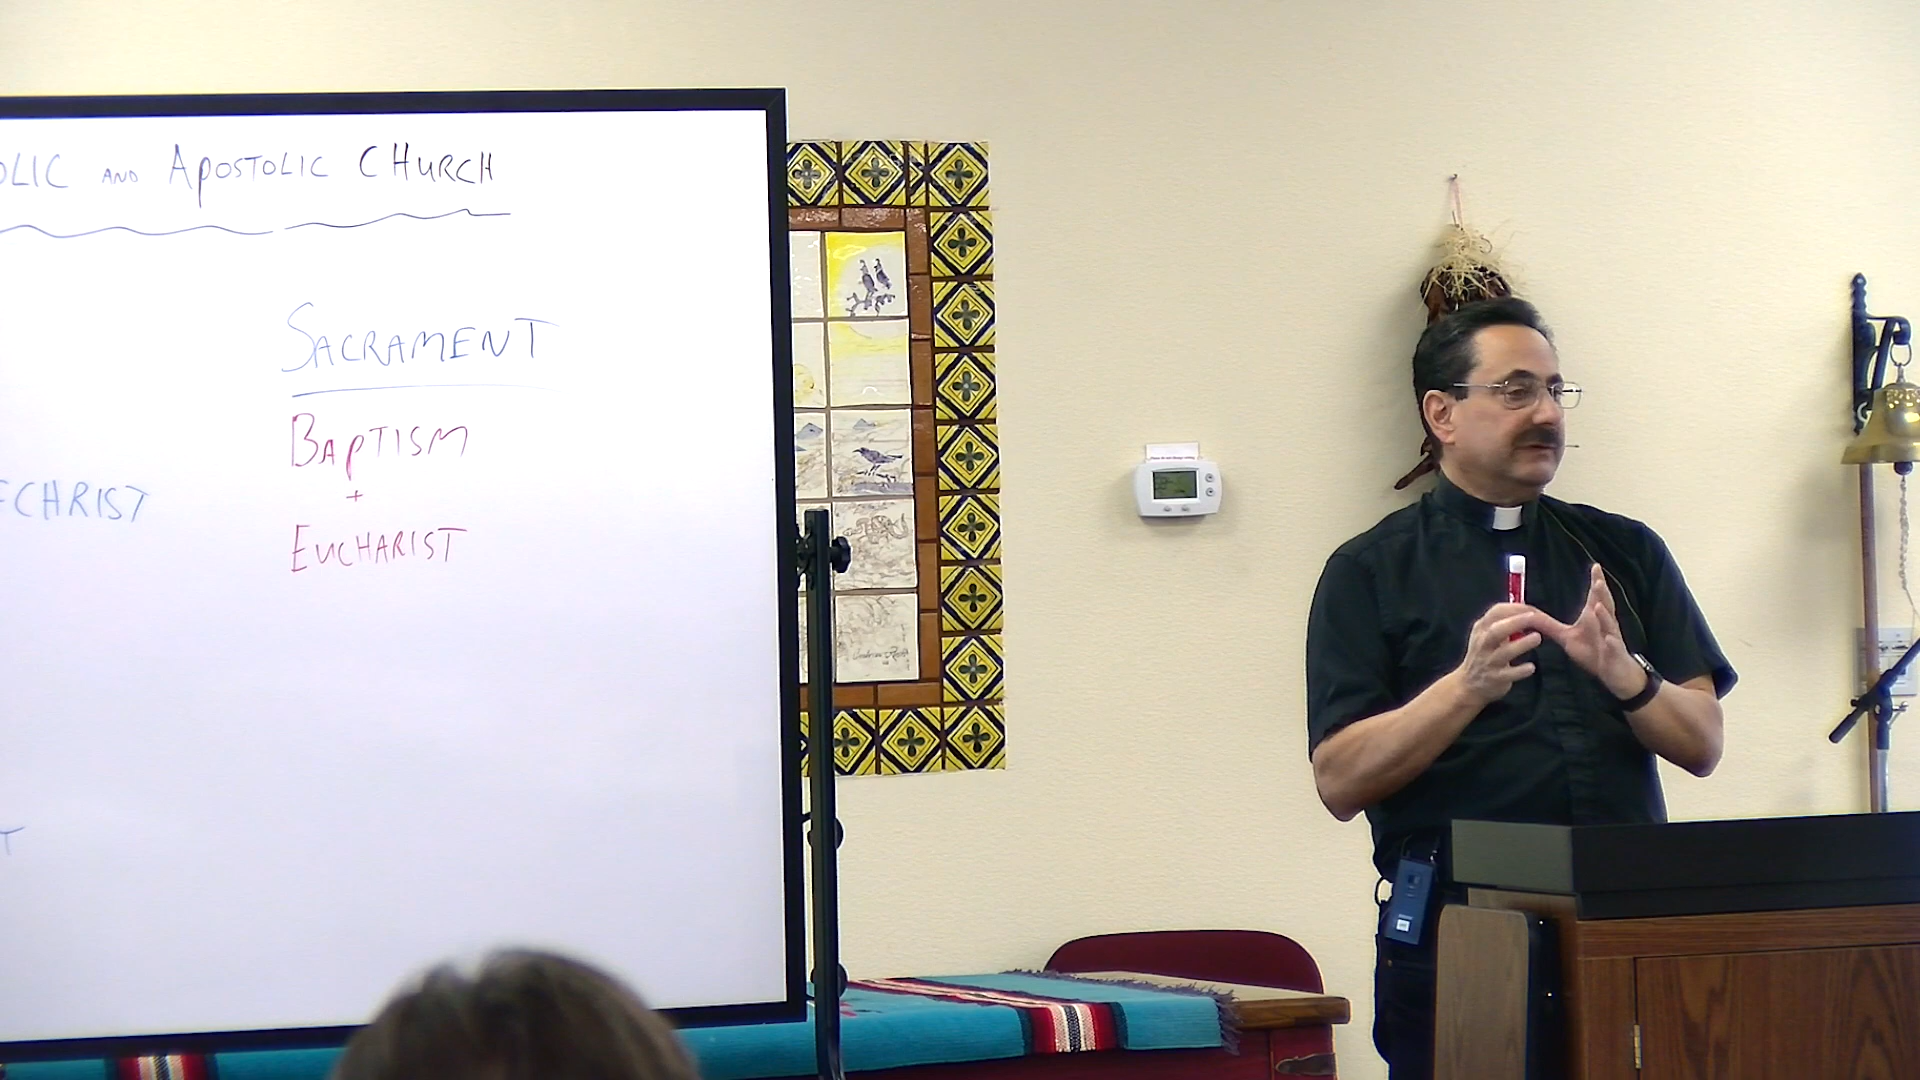 OLIC AND APOSTOLIC CHURCH
SACRAMENT
BAPTISM
+
EUCHARIST
FCHRIST
T